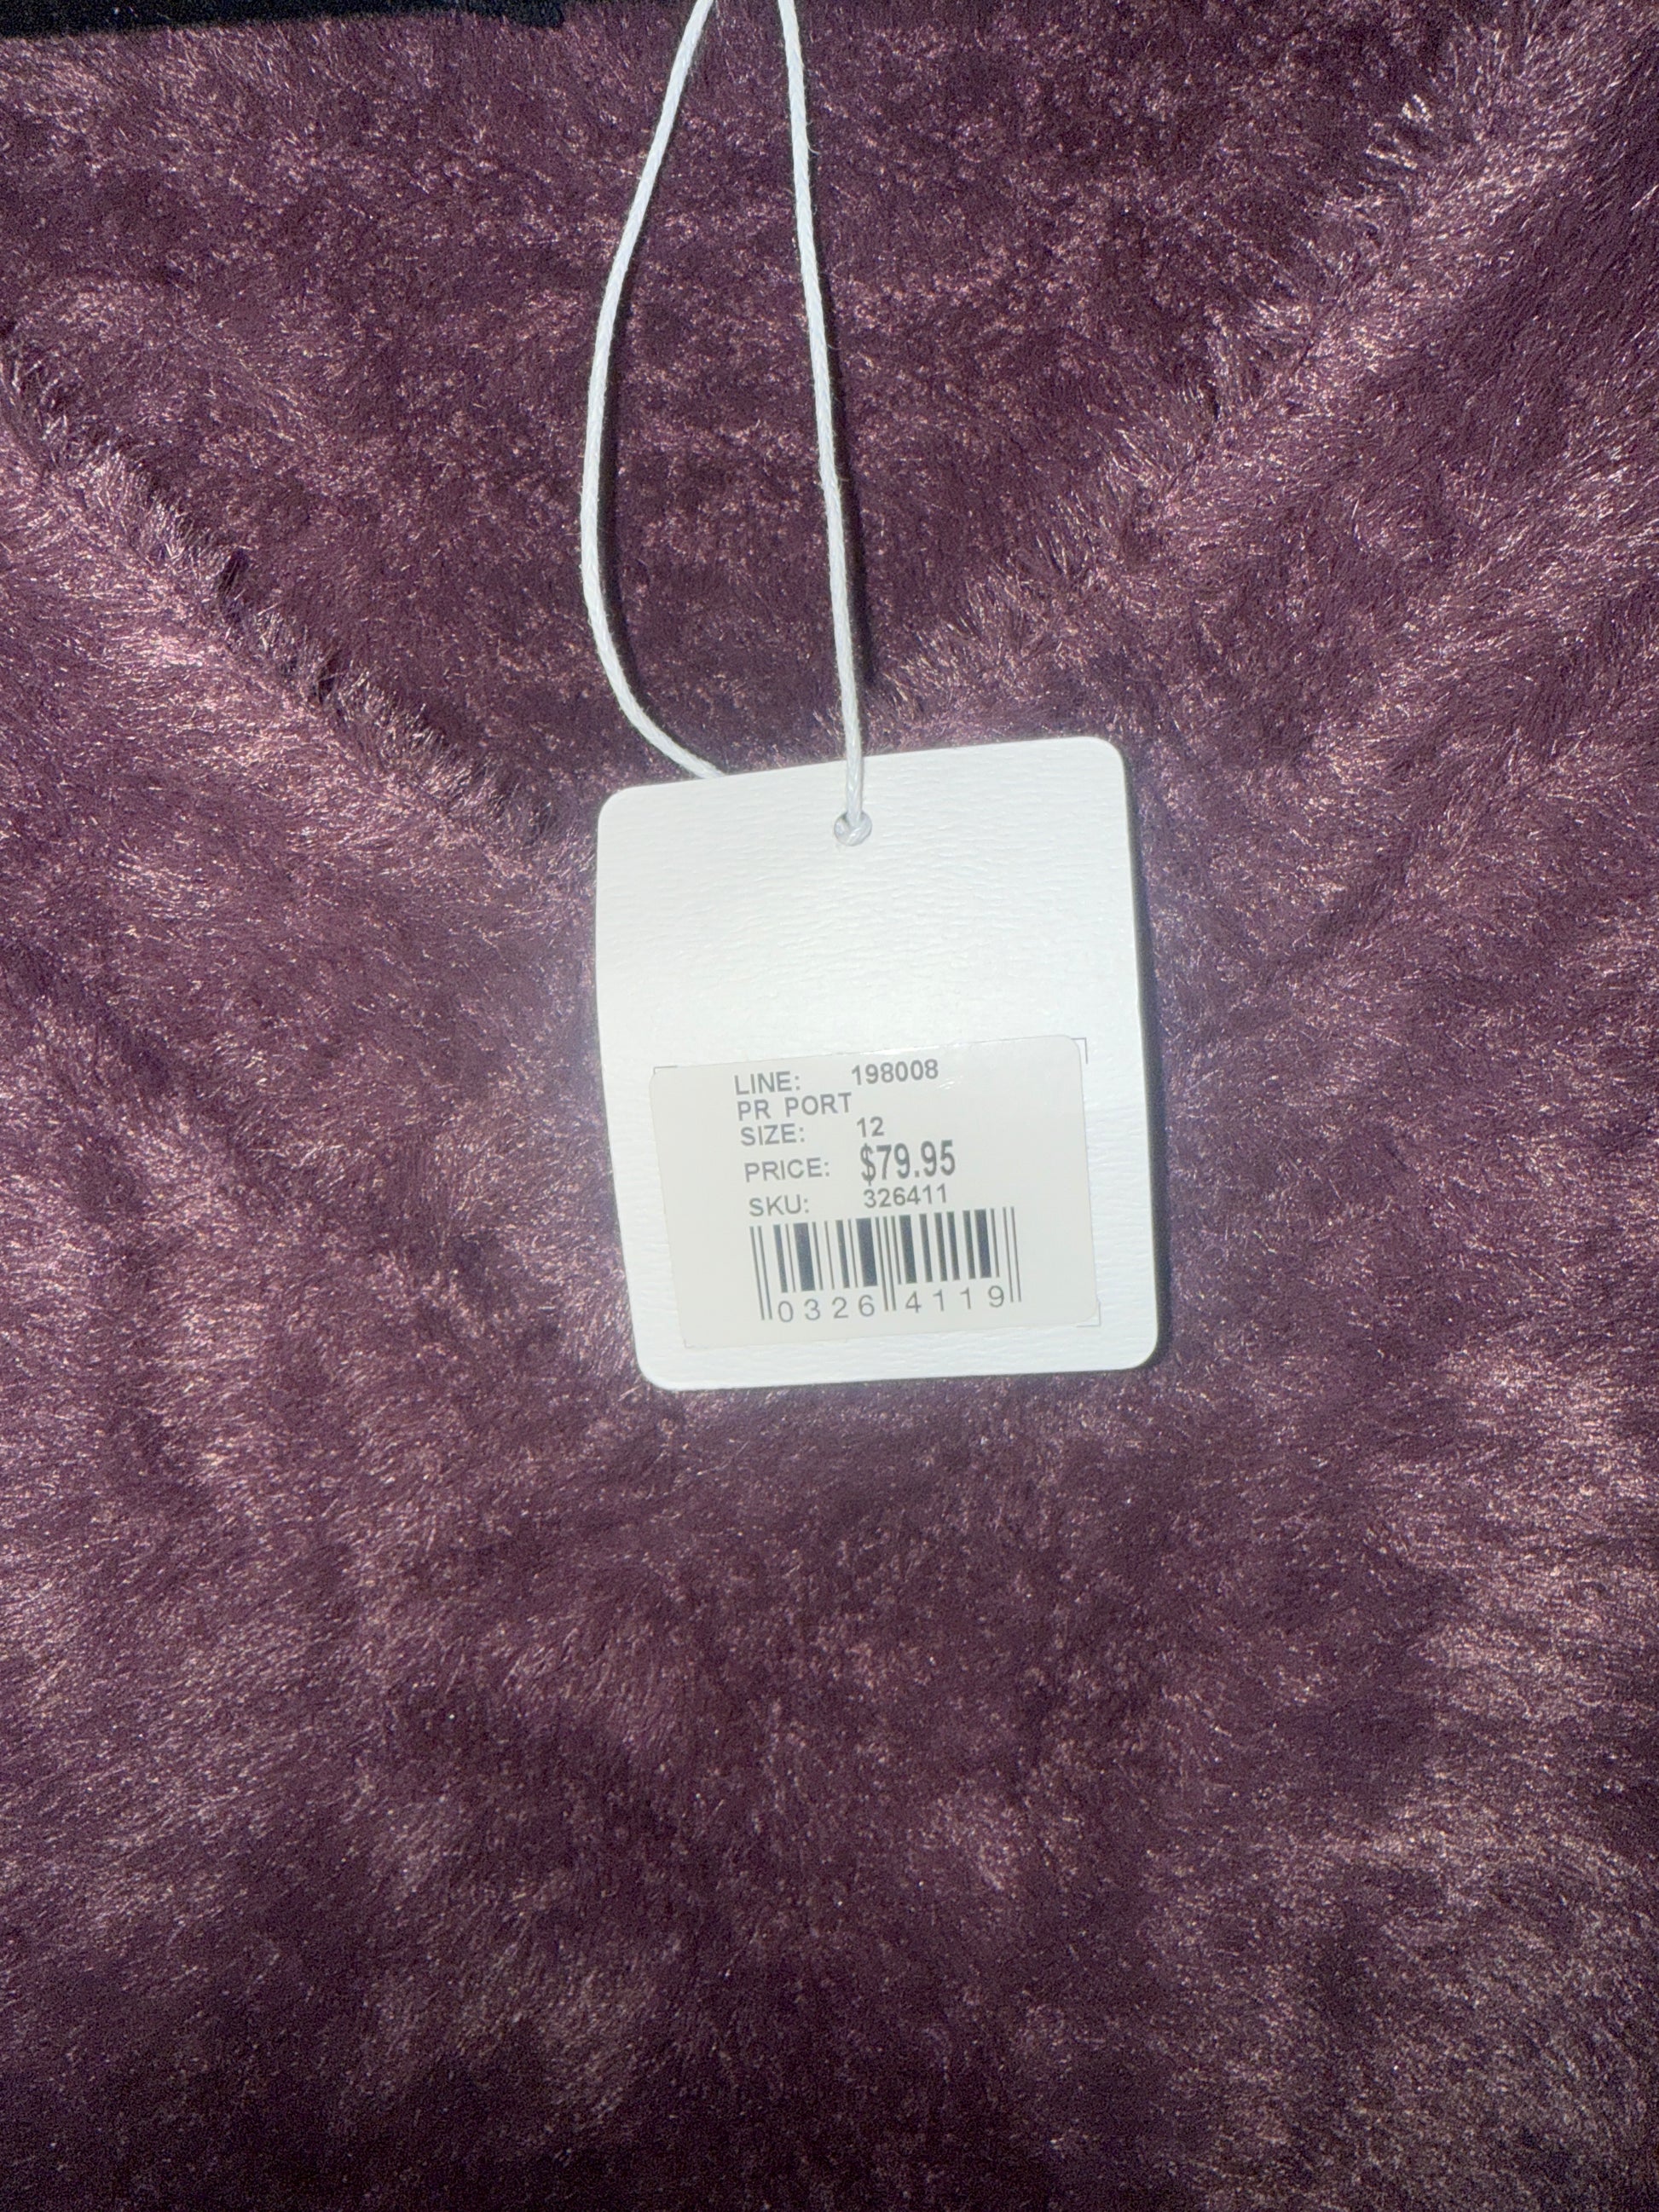 LINE: 198008
PR PORT
SIZE: 12
PRICE: $79.95
SKU: 326411
0326 4119